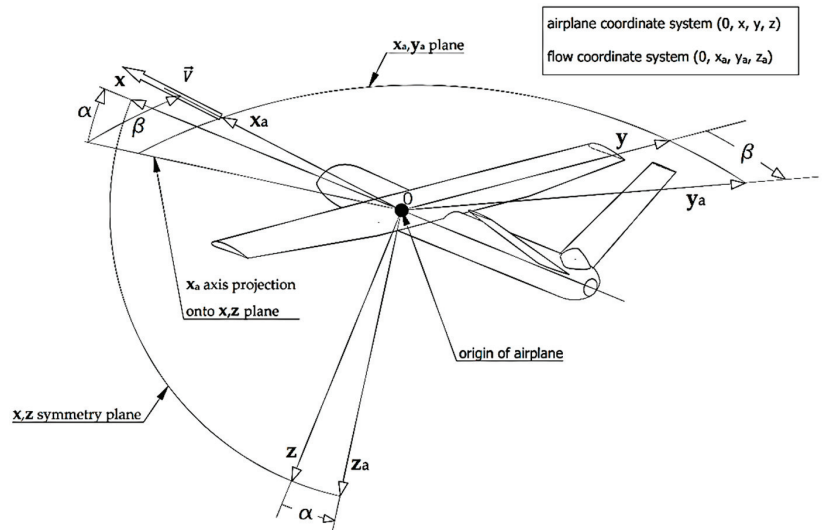 airplane coordinate system (0, x, y, z)
flow coordinate system (0, xa, ya, za)
xa,ya plane
x
V
α
β
xa
y
β
ya
0
xa axis projection
onto x,z plane
origin of airplane
x,z symmetry plane
z
za
α